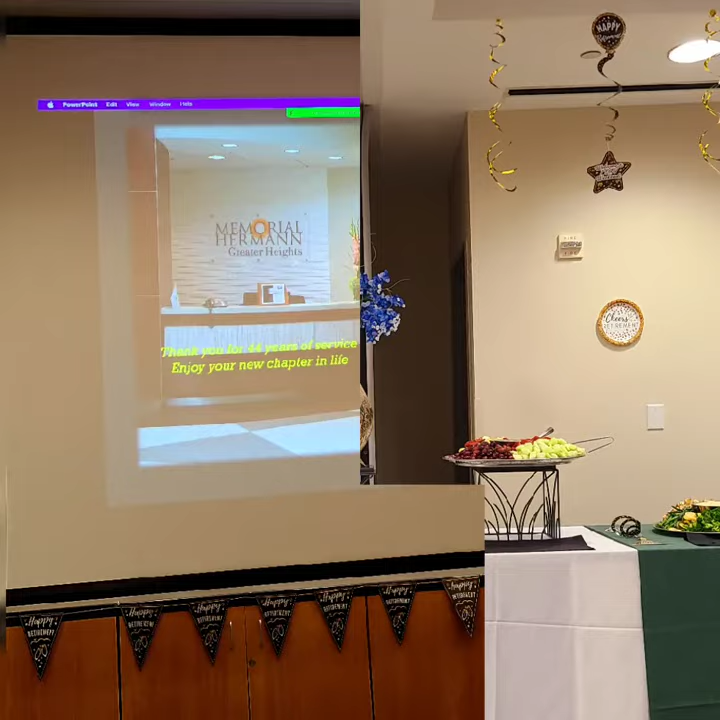 PowerPoint Edit View Window Help
MEMORIAL
HERMANN
Greater Heights
Thank you for 44 years of service
Enjoy your new chapter in life
HAPPY
Retirement
Cheers
RETIREMENT
FIRE
Happy
RETIREMENT
Happy
RETIREMENT
Happy
RETIREMENT
Happy
RETIREMENT
Happy
RETIREMENT
Happy
RETIREMENT
Happy
RETIREMENT